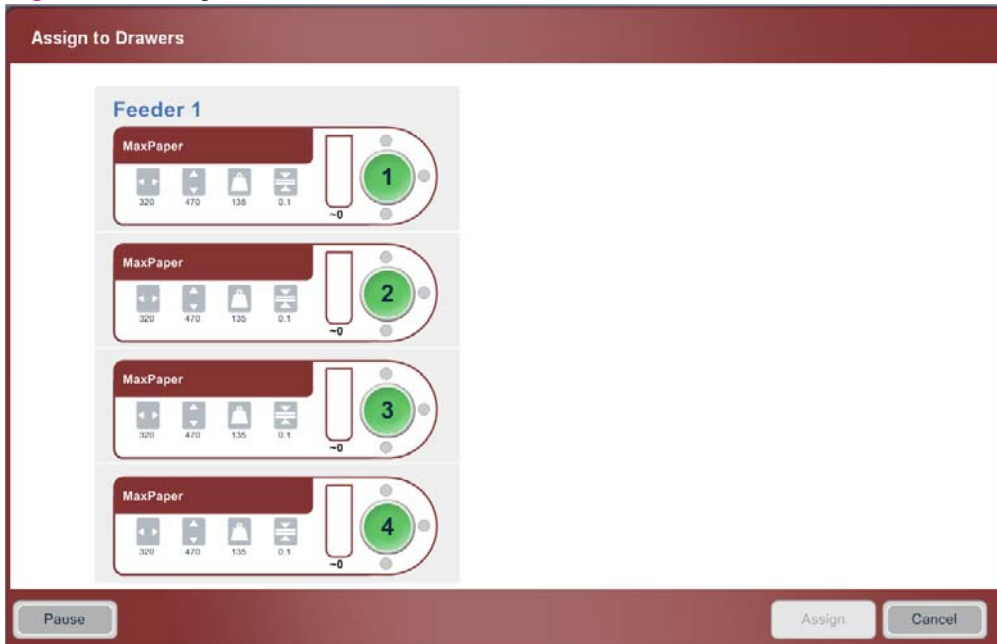 Assign to Drawers
Feeder 1
MaxPaper
320 470 135 0.1
~0
1
MaxPaper
320 470 135 0.1
~0
2
MaxPaper
320 470 135 0.1
~0
3
MaxPaper
320 470 135 0.1
~0
4
Pause Assign Cancel